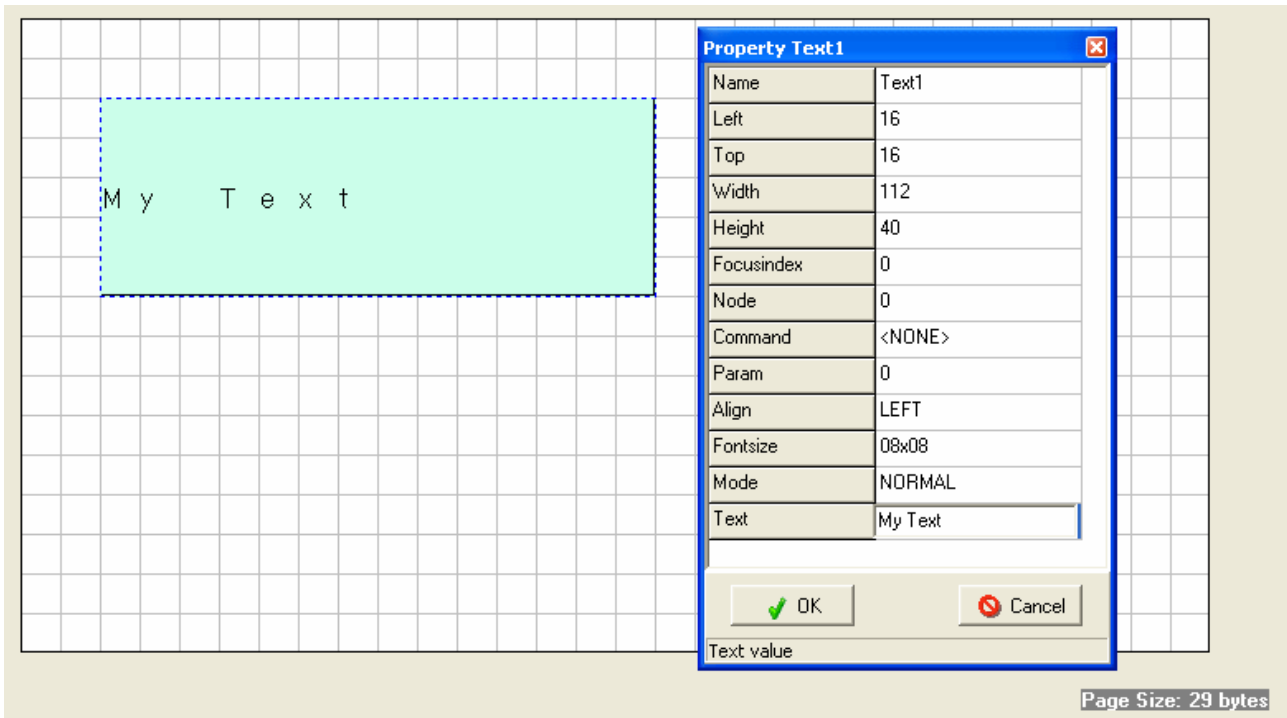 My Text
Property Text1
Name Text1
Left 16
Top 16
Width 112
Height 40
Focusindex 0
Node 0
Command <NONE>
Param 0
Align LEFT
Fontsize 08x08
Mode NORMAL
Text My Text
OK Cancel
Text value
Page Size: 29 bytes